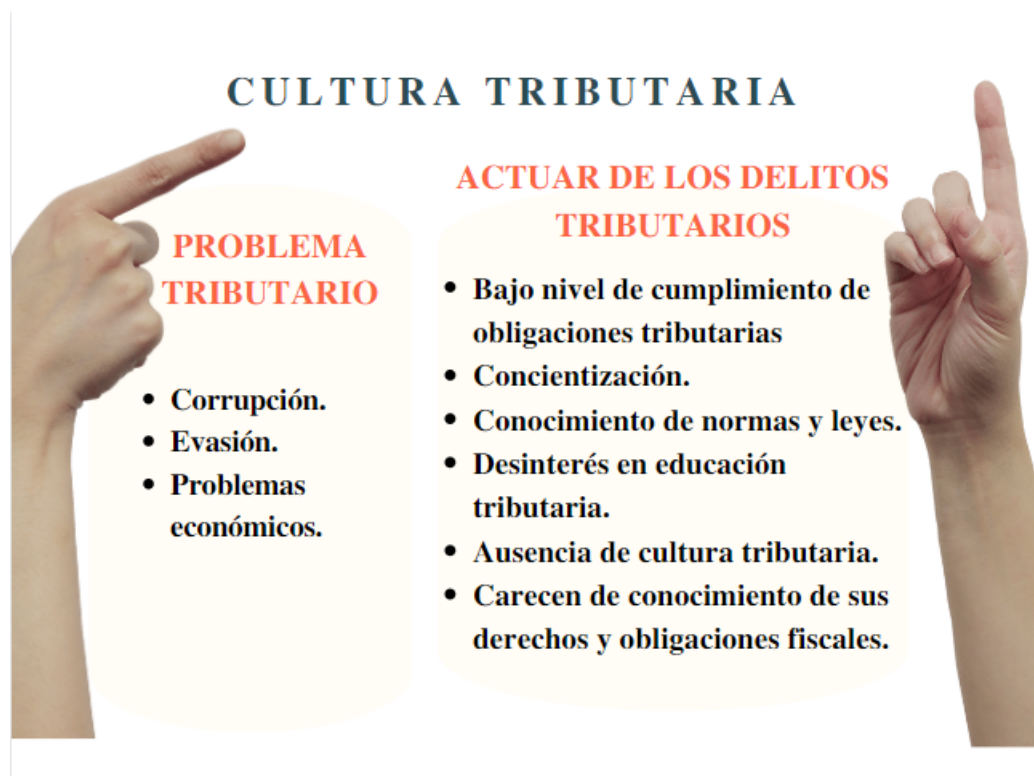 CULTURA TRIBUTARIA
PROBLEMA
TRIBUTARIO
• Corrupción.
• Evasión.
• Problemas
económicos.
ACTUAR DE LOS DELITOS
TRIBUTARIOS
• Bajo nivel de cumplimiento de
obligaciones tributarias
• Concientización.
• Conocimiento de normas y leyes.
• Desinterés en educación
tributaria.
• Ausencia de cultura tributaria.
• Carecen de conocimiento de sus
derechos y obligaciones fiscales.